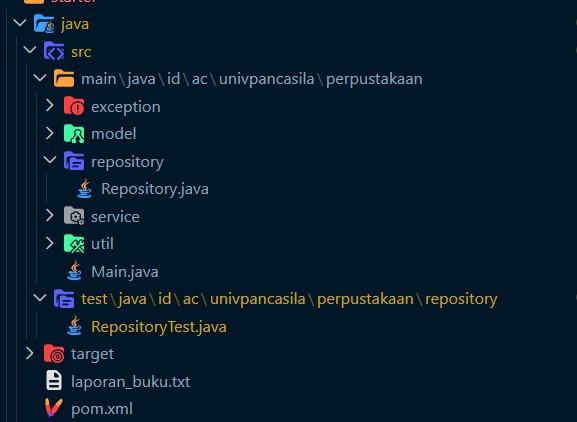 java
src
main\java\id\ac\univpancasila\perpustakaan
exception
model
repository
Repository.java
service
util
Main.java
test\java\id\ac\univpancasila\perpustakaan\repository
RepositoryTest.java
target
laporan_buku.txt
pom.xml